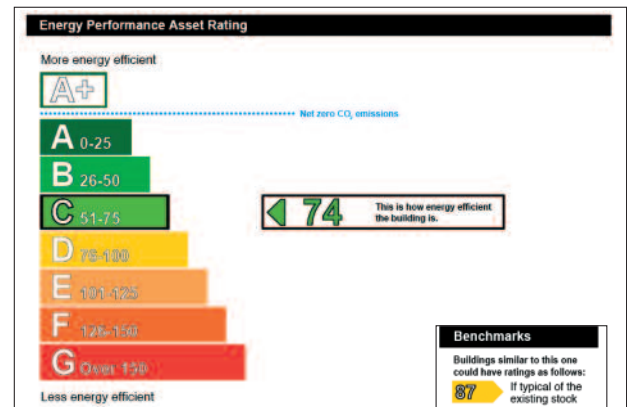 Energy Performance Asset Rating
More energy efficient
A+
Net zero CO₂ emissions
A 0-25
B 26-50
C 51-75
74
This is how energy efficient
the building is.
D 76-100
E 101-125
F 126-150
G Over 150
Less energy efficient
Benchmarks
Buildings similar to this one
could have ratings as follows:
87
If typical of the
existing stock